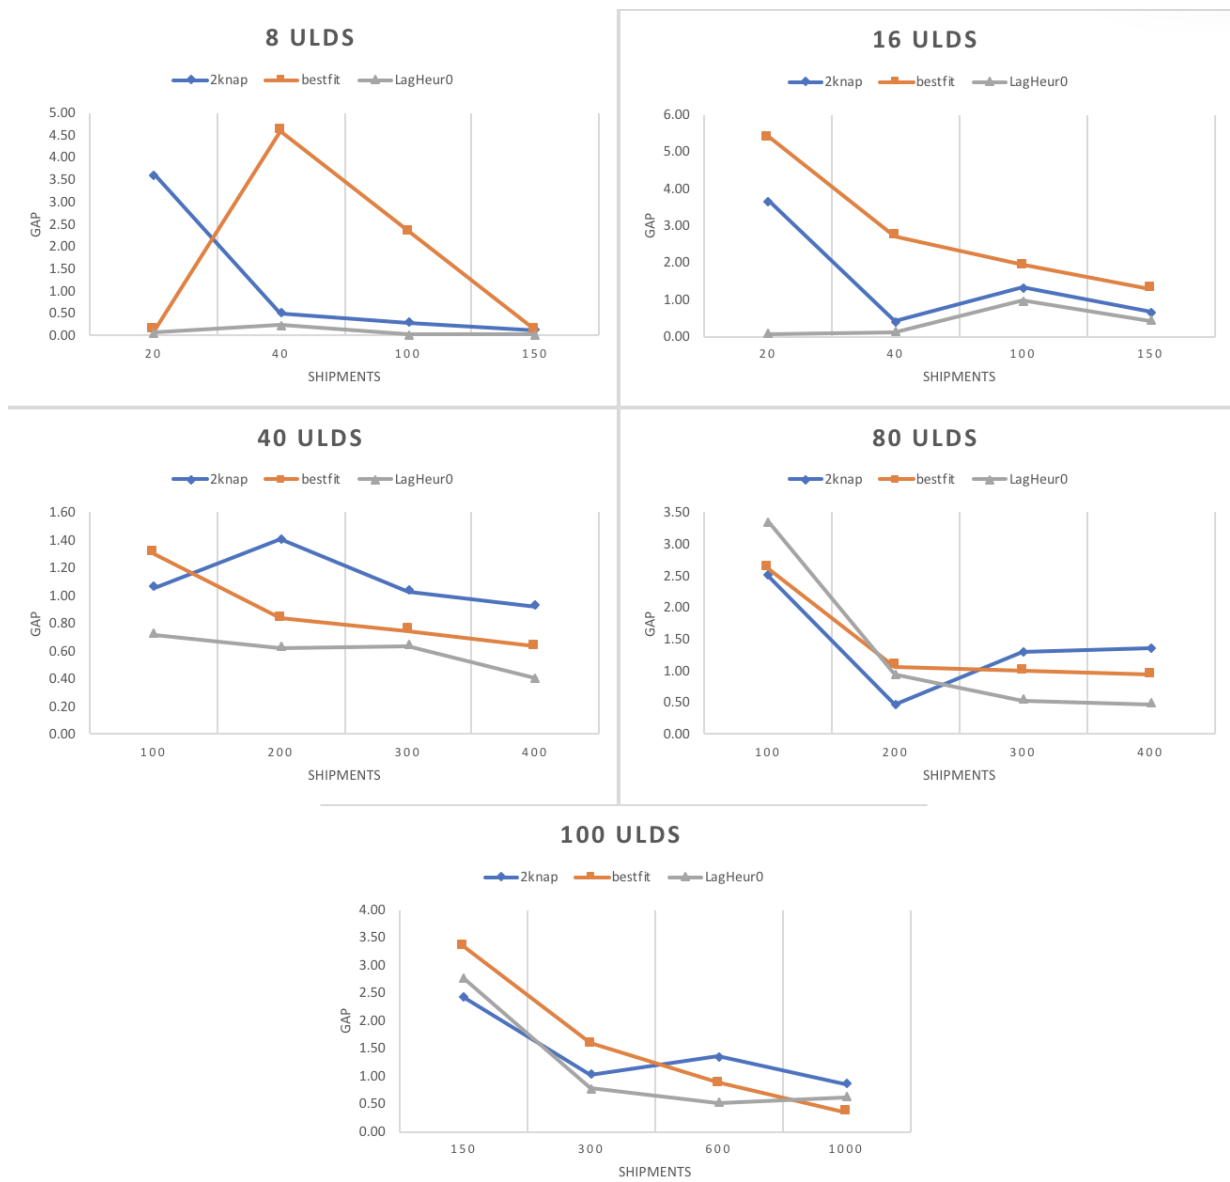 8 ULDS
2knap bestfit LagHeur0
5.00
4.50
4.00
3.50
3.00
2.50
2.00
1.50
1.00
0.50
0.00
GAP
20 40 100 150
SHIPMENTS
16 ULDS
2knap bestfit LagHeur0
6.00
5.00
4.00
3.00
2.00
1.00
0.00
GAP
20 40 100 150
SHIPMENTS
40 ULDS
2knap bestfit LagHeur0
1.60
1.40
1.20
1.00
0.80
0.60
0.40
0.20
0.00
GAP
100 200 300 400
SHIPMENTS
80 ULDS
2knap bestfit LagHeur0
3.50
3.00
2.50
2.00
1.50
1.00
0.50
0.00
GAP
100 200 300 400
SHIPMENTS
100 ULDS
2knap bestfit LagHeur0
4.00
3.50
3.00
2.50
2.00
1.50
1.00
0.50
0.00
GAP
150 300 600 1000
SHIPMENTS